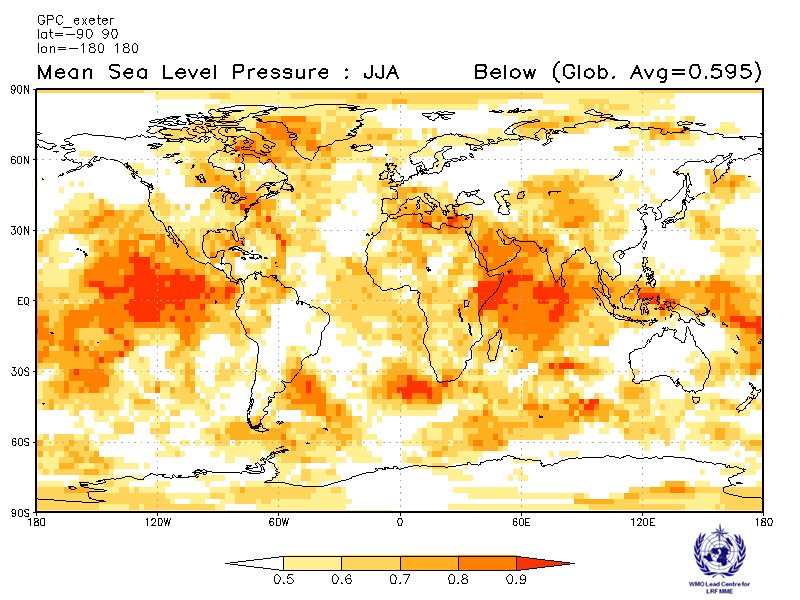 GPC_exeter
lat=-90 90
lon=-180 180
Mean Sea Level Pressure : JJA Below (Glob. Avg=0.595)
90N
60N
30N
EQ
30S
60S
90S
180 120W 60W 0 60E 120E 180
0.5 0.6 0.7 0.8 0.9
WMO Lead Centre for
LRF MME